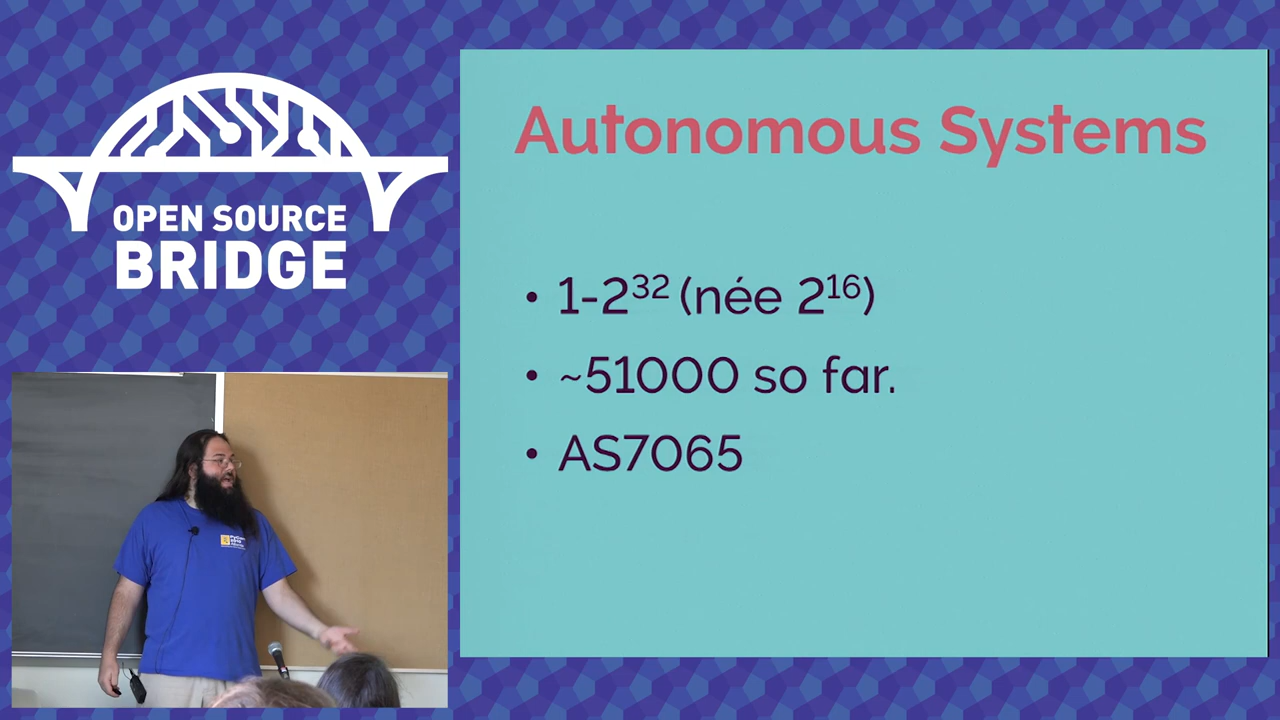 OPEN SOURCE
BRIDGE
Autonomous Systems
• 1-2³² (née 2¹⁶)
• ~51000 so far.
• AS7065